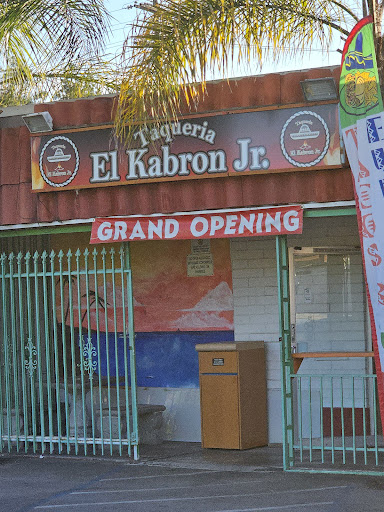 Taqueria
El Kabron Jr.
GRAND OPENING